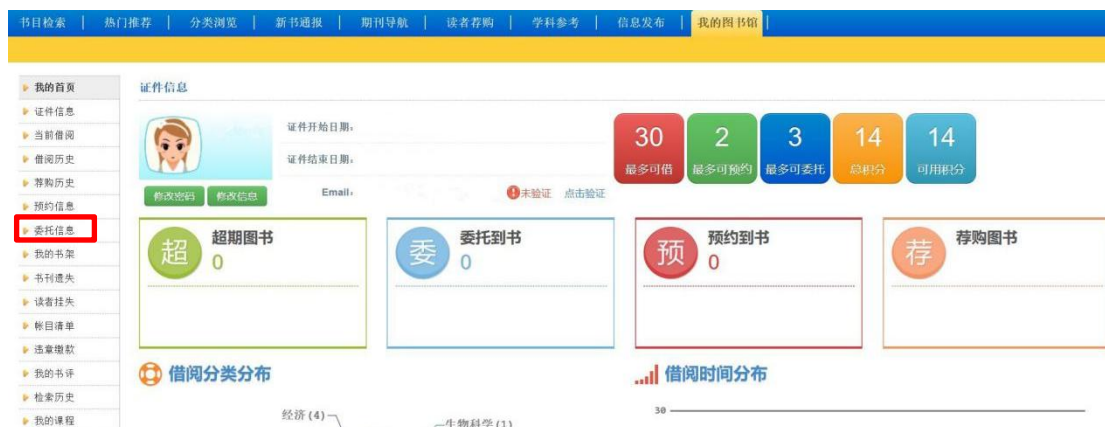 书目检索 | 热门推荐 | 分类浏览 | 新书通报 | 期刊导航 | 读者荐购 | 学科参考 | 信息发布 | 我的图书馆
我的首页
证件信息
当前借阅
借阅历史
荐购历史
预约信息
委托信息
我的书架
书刊遗失
读者挂失
帐目清单
违章缴款
我的书评
检索历史
我的课程
证件信息
证件开始日期：
证件结束日期：
Email：
未验证 点击验证
修改密码 修改信息
30 最多可借
2 最多可预约
3 最多可委托
14 总积分
14 可用积分
超 超期图书 0
委 委托到书 0
预 预约到书 0
荐 荐购图书
借阅分类分布
经济 (4)
生物科学 (1)
借阅时间分布
30